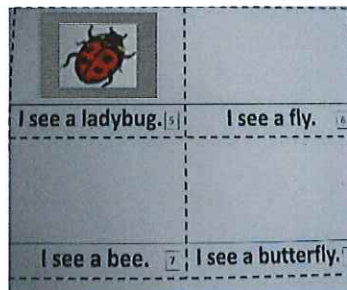 I see a ladybug. 5
I see a fly. 6
I see a bee. 7
I see a butterfly.